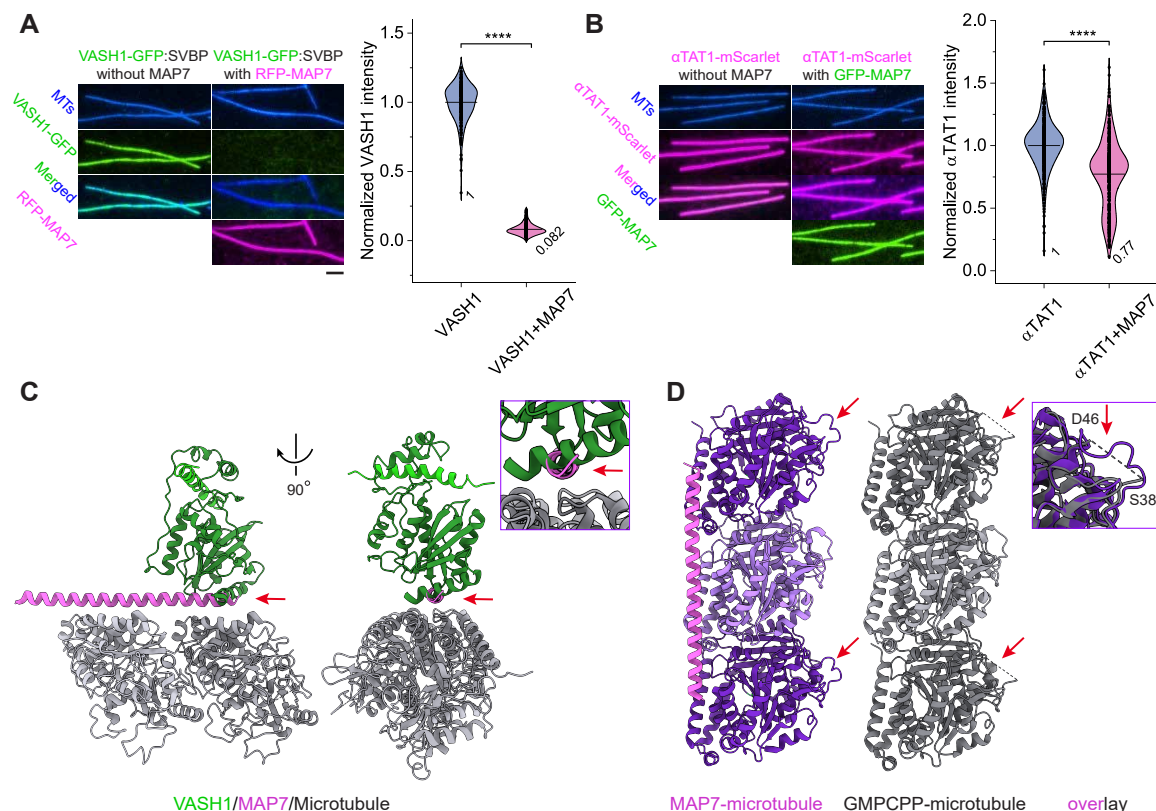 A
VASH1-GFP:SVBP
without MAP7
VASH1-GFP:SVBP
with RFP-MAP7
MTs
VASH1-GFP
Merged
RFP-MAP7
Normalized VASH1 intensity
1.5
1.0
0.5
0.0
****
1
0.082
VASH1
VASH1+MAP7
B
αTAT1-mScarlet
without MAP7
αTAT1-mScarlet
with GFP-MAP7
MTs
αTAT1-mScarlet
Merged
GFP-MAP7
Normalized αTAT1 intensity
2.0
1.5
1.0
0.5
0.0
****
1
0.77
αTAT1
αTAT1+MAP7
C
90°
VASH1/MAP7/Microtubule
D
D46
S38
MAP7-microtubule
GMPCPP-microtubule
overlay